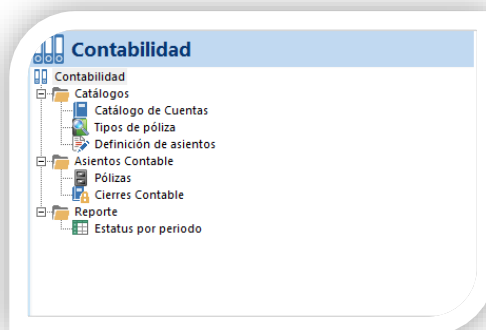 Contabilidad
Contabilidad
Catálogos
Catálogo de Cuentas
Tipos de póliza
Definición de asientos
Asientos Contable
Pólizas
Cierres Contable
Reporte
Estatus por periodo